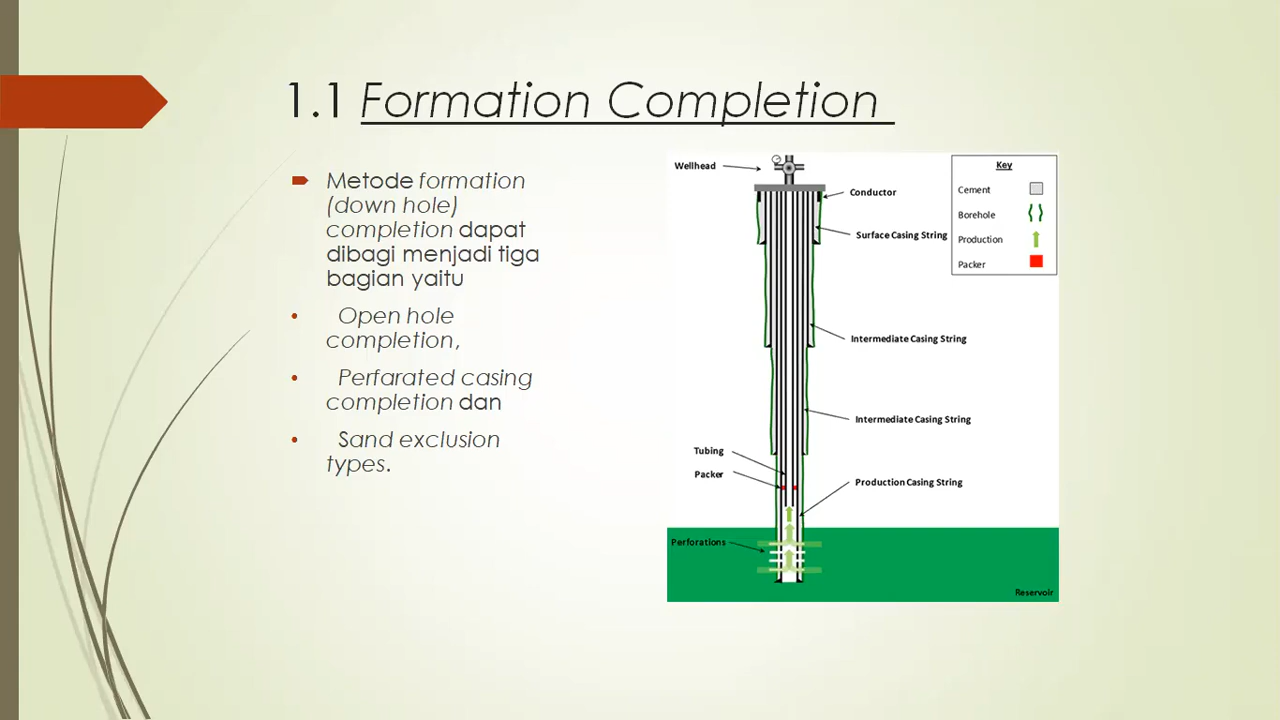 1.1 Formation Completion
Metode formation
(down hole)
completion dapat
dibagi menjadi tiga
bagian yaitu
Open hole
completion,
Perfarated casing
completion dan
Sand exclusion
types.
Wellhead
Conductor
Surface Casing String
Intermediate Casing String
Intermediate Casing String
Tubing
Packer
Production Casing String
Perforations
Reservoir
Key
Cement
Borehole
Production
Packer